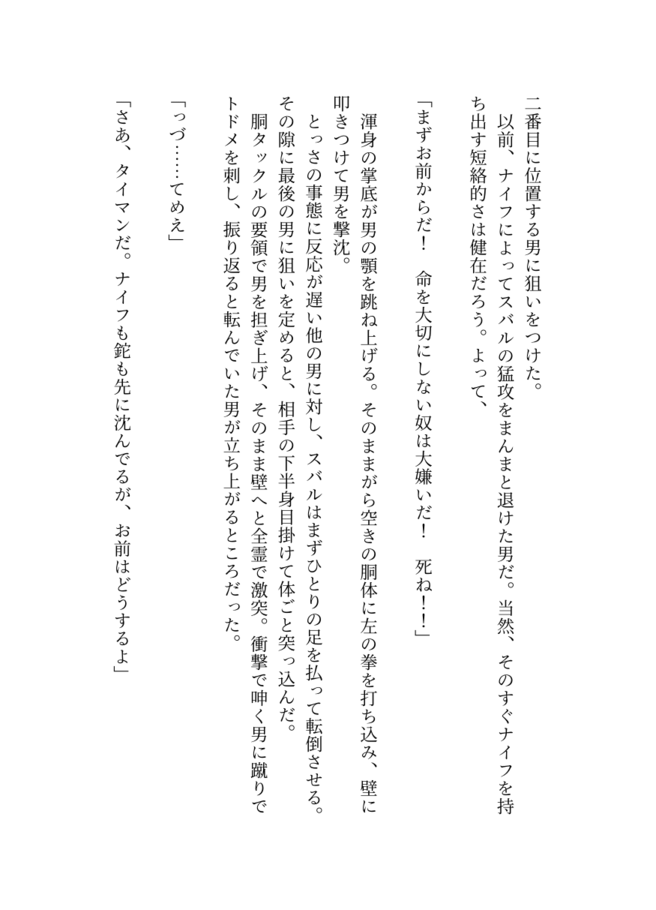 二番目に位置する男に狙いをつけた。
以前、ナイフによってスバルの猛攻をまんまと退けた男だ。当然、そのすぐナイフを持
ち出す短絡的さは健在だろう。よって、
「まずお前からだ！　命を大切にしない奴は大嫌いだ！　死ね！！」
渾身の掌底が男の顎を跳ね上げる。そのままがら空きの胴体に左の拳を打ち込み、壁に
叩きつけて男を撃沈。
とっさの事態に反応が遅い他の男に対し、スバルはまずひとりの足を払って転倒させる。
その隙に最後の男に狙いを定めると、相手の下半身目掛けて体ごと突っ込んだ。
胴タックルの要領で男を担ぎ上げ、そのまま壁へと全霊で激突。衝撃で呻く男に蹴りで
トドメを刺し、振り返ると転んでいた男が立ち上がるところだった。
「っづ……てめえ」
「さあ、タイマンだ。ナイフも鉈も先に沈んでるが、お前はどうするよ」